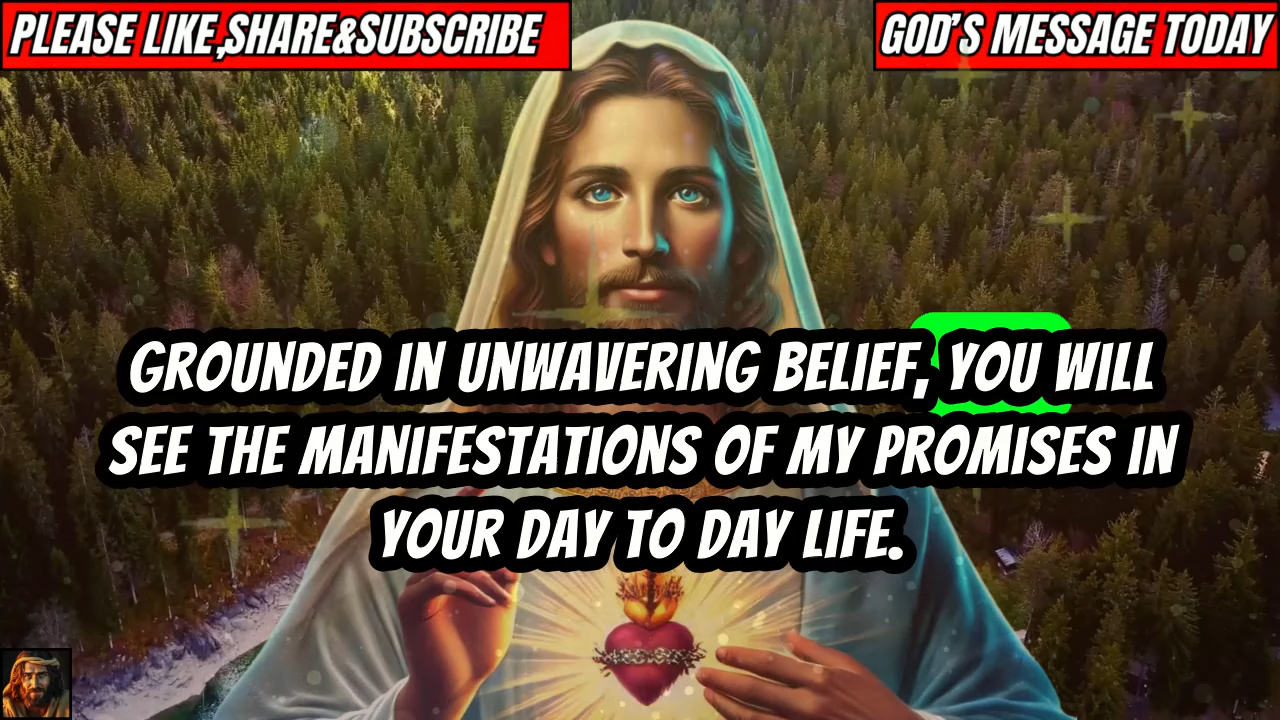 PLEASE LIKE,SHARE&SUBSCRIBE
GOD'S MESSAGE TODAY
GROUNDED IN UNWAVERING BELIEF, YOU WILL
SEE THE MANIFESTATIONS OF MY PROMISES IN
YOUR DAY TO DAY LIFE.